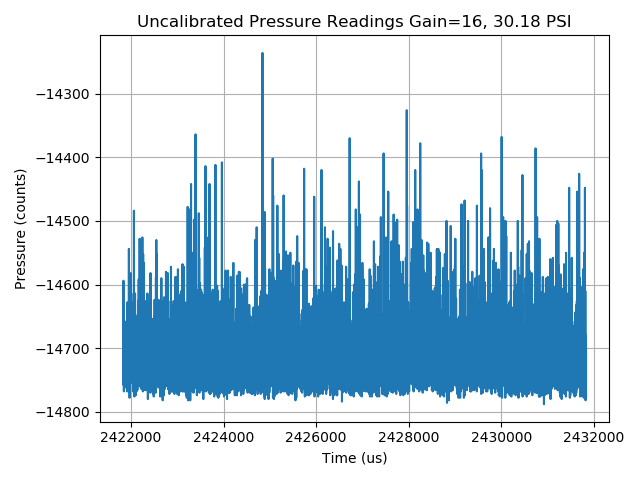 Uncalibrated Pressure Readings Gain=16, 30.18 PSI
Pressure (counts)
−14300
−14400
−14500
−14600
−14700
−14800
2422000 2424000 2426000 2428000 2430000 2432000
Time (us)